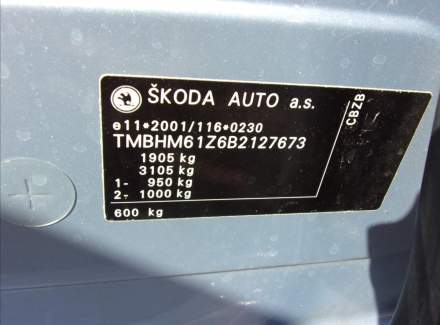 ŠKODA AUTO a.s.
e11*2001/116*0230
TMBHM61Z6B2127673
1905 kg
3105 kg
1- 950 kg
2- 1000 kg
600 kg
CBZB